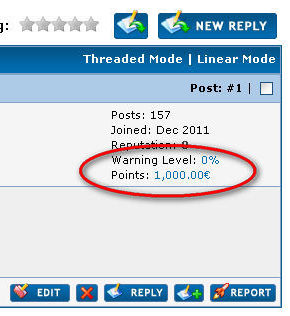 g:
NEW REPLY
Threaded Mode | Linear Mode
Post: #1 |
Posts: 157
Joined: Dec 2011
Reputation: 0
Warning Level: 0%
Points: 1,000.00€
EDIT REPLY REPORT